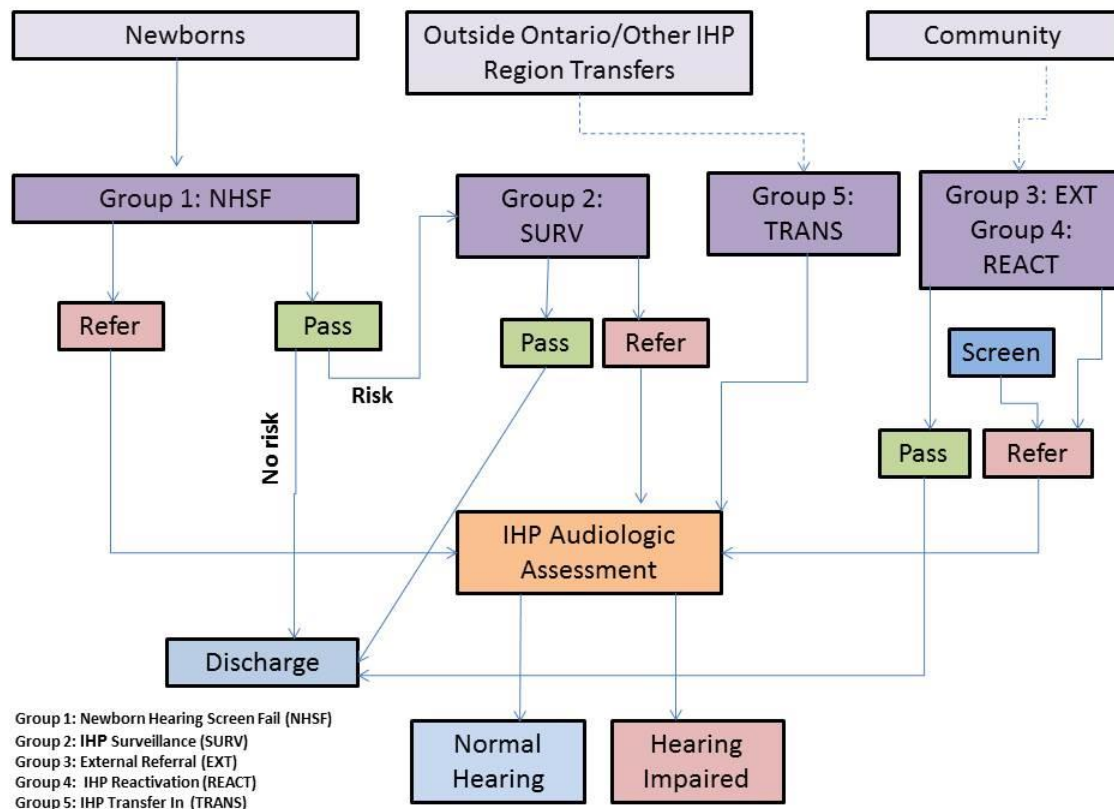 Newborns
Outside Ontario/Other IHP
Region Transfers
Community
Group 1: NHSF
Group 2:
SURV
Group 5:
TRANS
Group 3: EXT
Group 4:
REACT
Refer
Pass
Risk
No risk
Pass
Refer
Screen
Pass
Refer
IHP Audiologic
Assessment
Discharge
Normal
Hearing
Hearing
Impaired
Group 1: Newborn Hearing Screen Fail (NHSF)
Group 2: IHP Surveillance (SURV)
Group 3: External Referral (EXT)
Group 4: IHP Reactivation (REACT)
Group 5: IHP Transfer In (TRANS)